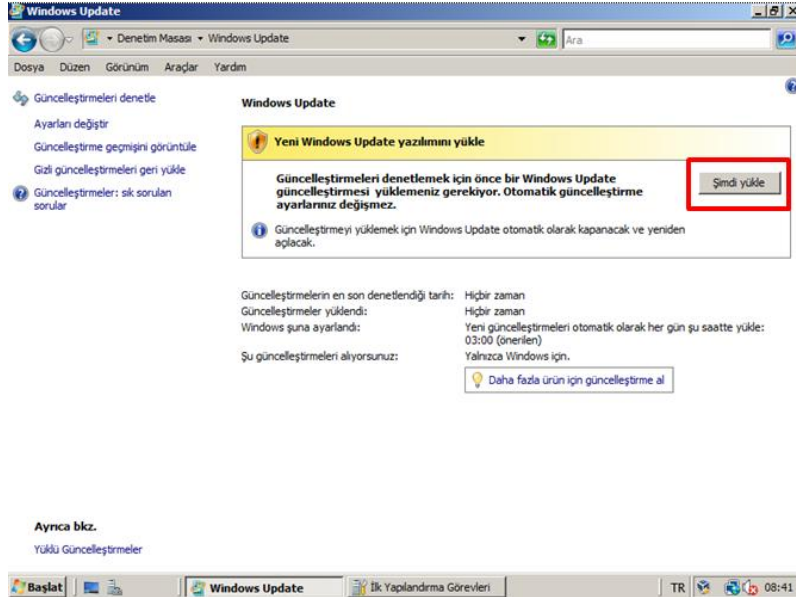 Windows Update
Denetim Masası ▾ Windows Update
Ara
Dosya Düzen Görünüm Araçlar Yardım
Güncelleştirmeleri denetle
Ayarları değiştir
Güncelleştirme geçmişini görüntüle
Gizli güncelleştirmeleri geri yükle
Güncelleştirmeler: sık sorulan
sorular
Windows Update
Yeni Windows Update yazılımını yükle
Güncelleştirmeleri denetlemek için önce bir Windows Update
güncelleştirmesi yüklemeniz gerekiyor. Otomatik güncelleştirme
ayarlarınız değişmez.
Şimdi yükle
Güncelleştirmeyi yüklemek için Windows Update otomatik olarak kapanacak ve yeniden
açılacak.
Güncelleştirmelerin en son denetlendiği tarih: Hiçbir zaman
Güncelleştirmeler yüklendi: Hiçbir zaman
Windows şuna ayarlandı: Yeni güncelleştirmeleri otomatik olarak her gün şu saatte yükle:
03:00 (önerilen)
Şu güncelleştirmeleri alıyorsunuz: Yalnızca Windows için.
Daha fazla ürün için güncelleştirme al
Ayrıca bkz.
Yüklü Güncelleştirmeler
Başlat Windows Update İlk Yapılandırma Görevleri TR 08:41